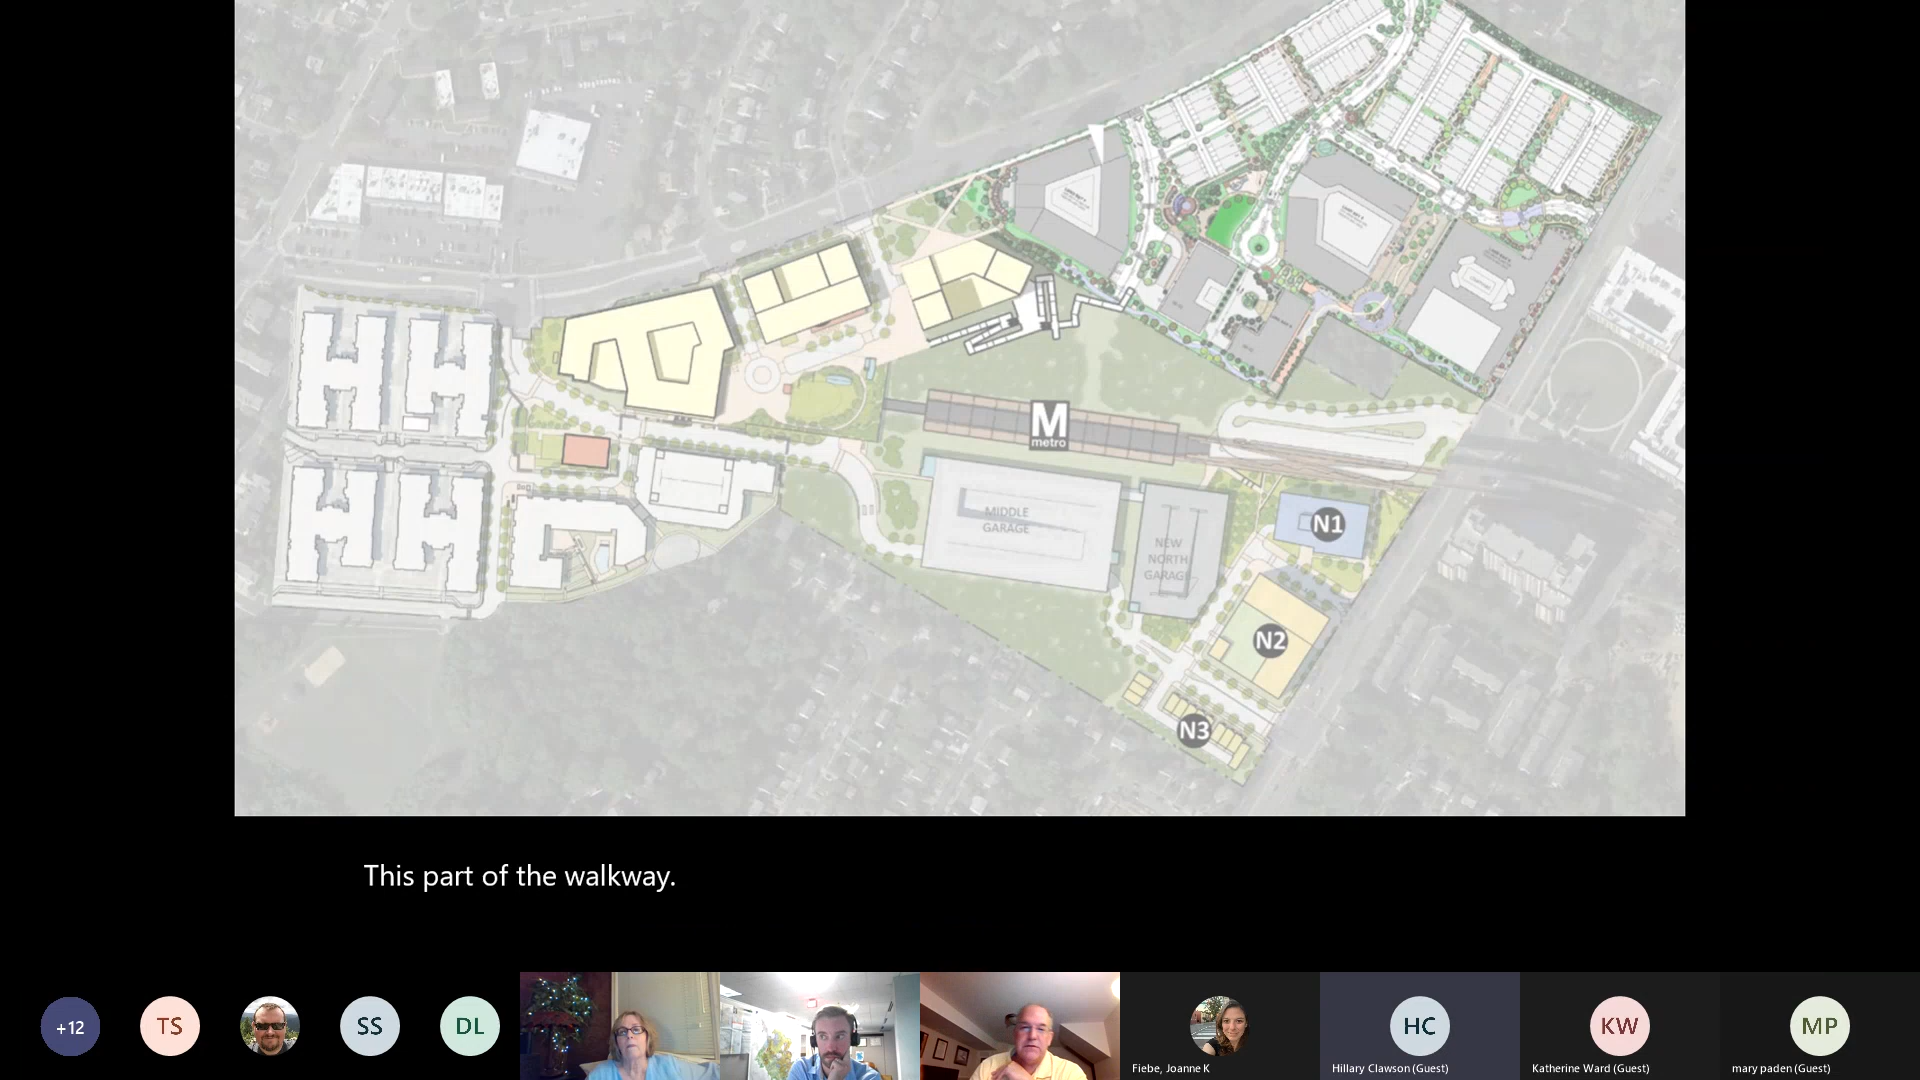 M
metro
MIDDLE
GARAGE
NEW
NORTH
GARAGE
N1
N2
N3
This part of the walkway.
+12
TS
SS
DL
HC
KW
MP
Fiebe, Joanne K
Hillary Clawson (Guest)
Katherine Ward (Guest)
mary paden (Guest)